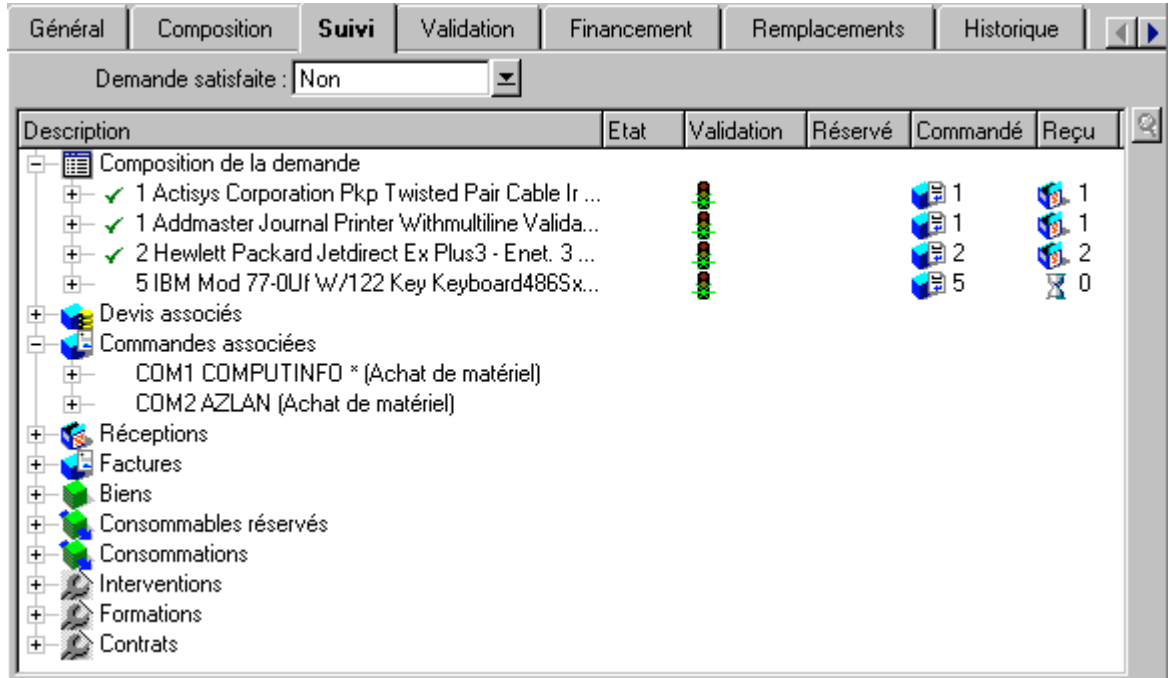 Général Composition Suivi Validation Financement Remplacements Historique
Demande satisfaite : Non
Description Etat Validation Réservé Commandé Reçu
Composition de la demande
1 Actisys Corporation Pkp Twisted Pair Cable Ir ... 1 1
1 Addmaster Journal Printer Withmultiline Valida... 1 1
2 Hewlett Packard Jetdirect Ex Plus3 - Enet. 3 ... 2 2
5 IBM Mod 77-0Uf W/122 Key Keyboard486Sx... 5 0
Devis associés
Commandes associées
COM1 COMPUTINFO * (Achat de matériel)
COM2 AZLAN (Achat de matériel)
Réceptions
Factures
Biens
Consommables réservés
Consommations
Interventions
Formations
Contrats